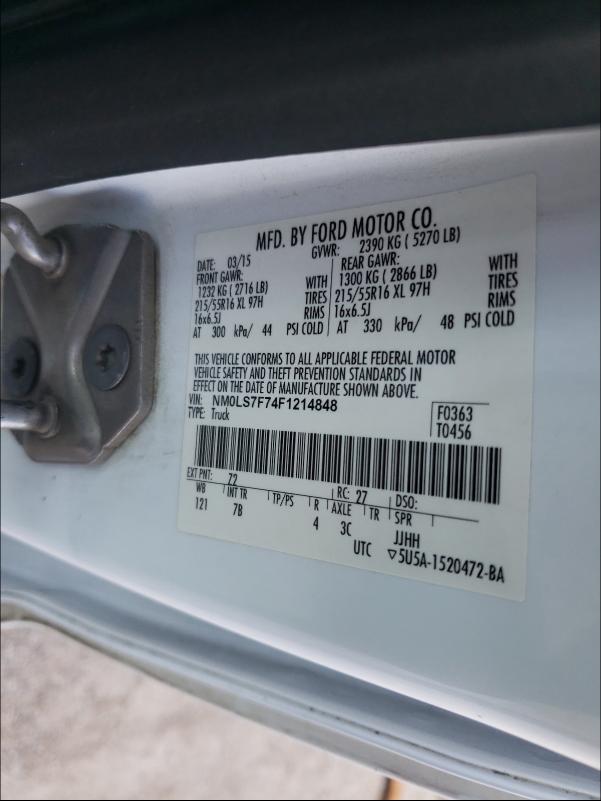 MFD. BY FORD MOTOR CO.
DATE: 03/15 GVWR: 2390 KG ( 5270 LB)
FRONT GAWR: REAR GAWR:
1232 KG ( 2716 LB) WITH 1300 KG ( 2866 LB) WITH
215/55R16 XL 97H TIRES 215/55R16 XL 97H TIRES
16x6.5J RIMS 16x6.5J RIMS
AT 300 kPa/ 44 PSI COLD AT 330 kPa/ 48 PSI COLD
THIS VEHICLE CONFORMS TO ALL APPLICABLE FEDERAL MOTOR
VEHICLE SAFETY AND THEFT PREVENTION STANDARDS IN
EFFECT ON THE DATE OF MANUFACTURE SHOWN ABOVE.
VIN: NM0LS7F74F1214848 F0363
TYPE: Truck T0456
EXT PNT: 72 RC: 27 DSO:
WB INT TR TP/PS R AXLE TR SPR
121 7B 4 3C JJHH
UTC ▽5U5A-1520472-BA